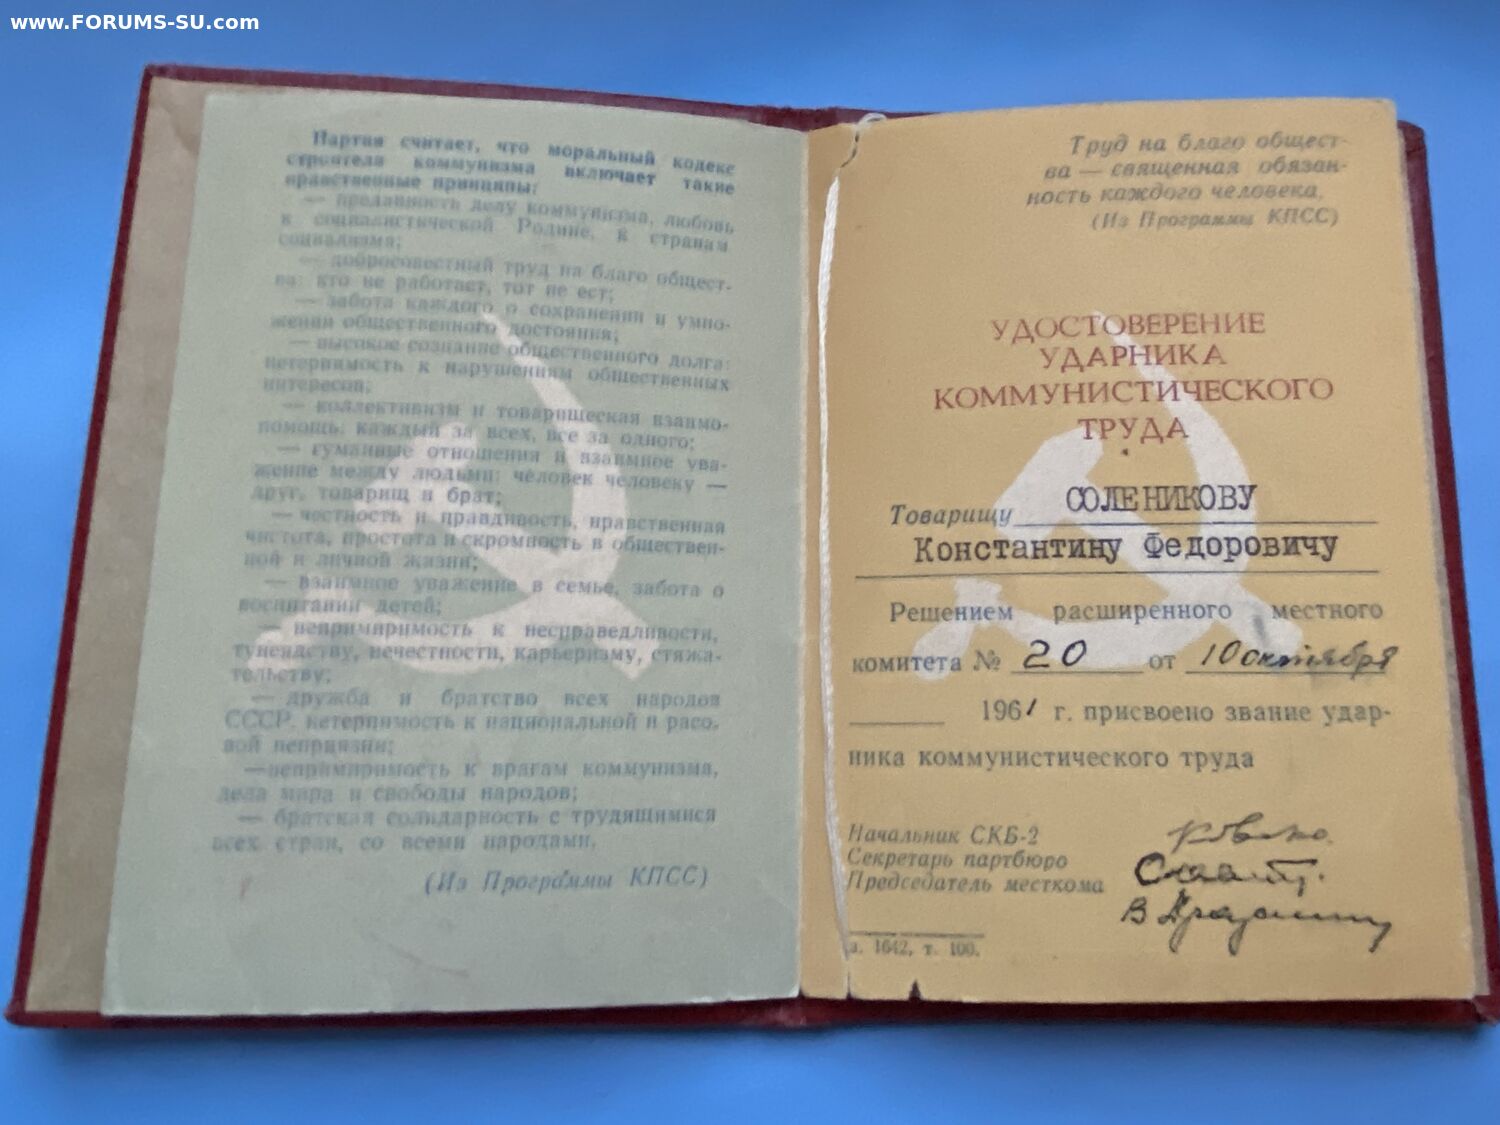 www.FORUMS-SU.com
Партия считает, что моральный кодекс
строителя коммунизма включает такие
нравственные принципы:
— преданность делу коммунизма, любовь
к социалистической Родине, к странам
социализма;
— добросовестный труд на благо общест-
ва: кто не работает, тот не ест;
— забота каждого о сохранении и умно-
жении общественного достояния;
— высокое сознание общественного долга:
нетерпимость к нарушениям общественных
интересов;
— коллективизм и товарищеская взаимо-
помощь: каждый за всех, все за одного;
— гуманные отношения и взаимное ува-
жение между людьми: человек человеку —
друг, товарищ и брат;
— честность и правдивость, нравственная
чистота, простота и скромность в обществен-
ной и личной жизни;
— взаимное уважение в семье, забота о
воспитании детей;
— непримиримость к несправедливости,
тунеядству, нечестности, карьеризму, стяжа-
тельству;
— дружба и братство всех народов
СССР, нетерпимость к национальной и расо-
вой неприязни;
—непримиримость к врагам коммунизма,
дела мира и свободы народов;
— братская солидарность с трудящимися
всех стран, со всеми народами.
(Из Программы КПСС)
Труд на благо общест-
ва — священная обязан-
ность каждого человека.
(Из Программы КПСС)
УДОСТОВЕРЕНИЕ
УДАРНИКА
КОММУНИСТИЧЕСКОГО
ТРУДА
Товарищу СОЛЕНИКОВУ
Константину Федоровичу
Решением расширенного местного
комитета № 20 от 10 октября
1961 г. присвоено звание удар-
ника коммунистического труда
Начальник СКБ-2
Секретарь партбюро
Председатель месткома
з. 1642, т. 100.